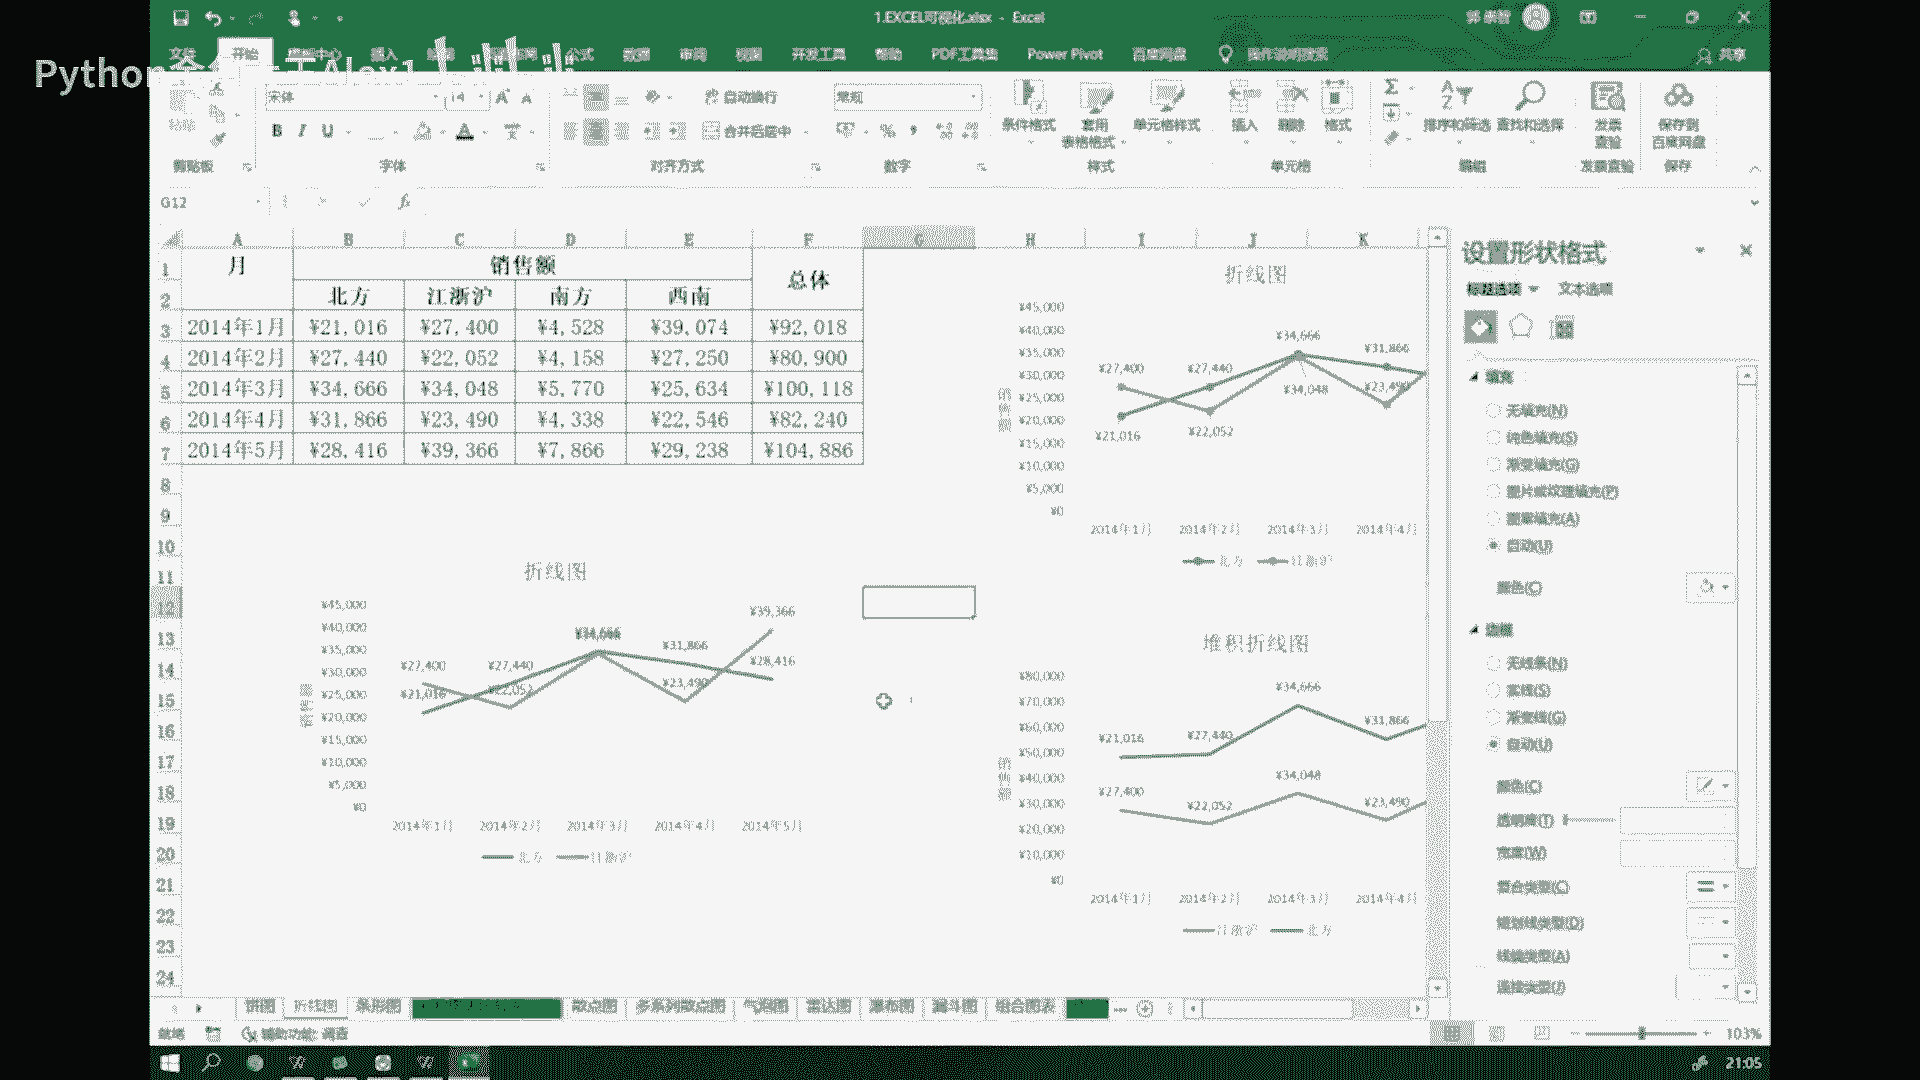 1.EXCEL可视化.xlsx - Excel
文件 开始 插入 公式 数据 审阅 视图 开发工具 帮助 PDF工具集 Power Pivot 百度网盘 操作说明搜索 共享
Python
宋体 14 自动换行 常规 条件格式 套用 表格格式 单元格样式 插入 删除 格式 排序和筛选 查找和选择 发票 查验 保存到 百度网盘
粘贴 B I U 合并后居中 %
剪贴板 字体 对齐方式 数字 样式 单元格 编辑 发票查验 保存
G12 fx
A B C D E F G H I J K
1 月 销售额 总体
2 北方 江浙沪 南方 西南
3 2014年1月 ¥21,016 ¥27,400 ¥4,528 ¥39,074 ¥92,018
4 2014年2月 ¥27,440 ¥22,052 ¥4,158 ¥27,250 ¥80,900
5 2014年3月 ¥34,666 ¥34,048 ¥5,770 ¥25,634 ¥100,118
6 2014年4月 ¥31,866 ¥23,490 ¥4,338 ¥22,546 ¥82,240
7 2014年5月 ¥28,416 ¥39,366 ¥7,866 ¥29,238 ¥104,886
8
9
10
11
12
13
14
15
16
17
18
19
20
21
22
23
24
折线图
¥45,000
¥40,000
¥35,000
¥30,000
¥25,000
¥20,000
¥15,000
¥10,000
¥5,000
¥0
销售额
¥27,400 ¥27,440 ¥34,666 ¥31,866 ¥39,366
¥21,016 ¥22,052 ¥23,490 ¥28,416
2014年1月 2014年2月 2014年3月 2014年4月 2014年5月
北方 江浙沪
折线图
¥45,000
¥40,000
¥35,000
¥30,000
¥25,000
¥20,000
¥15,000
¥10,000
¥5,000
¥0
销售额
¥27,400 ¥27,440 ¥34,666 ¥31,866
¥21,016 ¥22,052 ¥34,048 ¥23,490
2014年1月 2014年2月 2014年3月 2014年4月
北方 江浙沪
堆积折线图
¥80,000
¥70,000
¥60,000
¥50,000
¥40,000
¥30,000
¥20,000
¥10,000
¥0
销售额
¥21,016 ¥27,440 ¥34,666 ¥31,866
¥27,400 ¥22,052 ¥34,048 ¥23,490
2014年1月 2014年2月 2014年3月 2014年4月
江浙沪 北方
设置形状格式
标题选项 文本选项
填充
无填充(N)
纯色填充(S)
渐变填充(G)
图片或纹理填充(P)
图案填充(A)
自动(U)
颜色(C)
边框
无线条(N)
实线(S)
渐变线(G)
自动(U)
颜色(C)
透明度(T)
宽度(W)
复合类型(C)
短划线类型(D)
线端类型(A)
连接类型(J)
饼图 折线图 条形图 散点图 多系列散点图 气泡图 雷达图 瀑布图 漏斗图 组合图表
就绪 辅助功能: 调查 103%
21:05